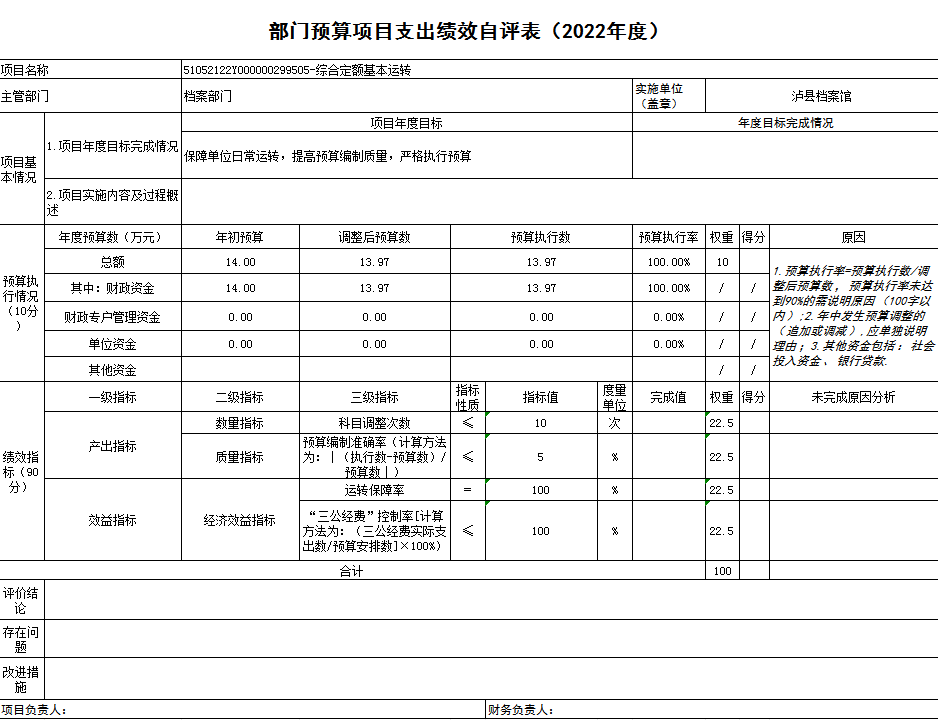 部门预算项目支出绩效自评表（2022年度）
项目名称 51052122Y000000299505-综合定额基本运转
主管部门 档案部门 实施单位（盖章） 泸县档案馆
项目基本情况
1.项目年度目标完成情况 项目年度目标 年度目标完成情况
保障单位日常运转，提高预算编制质量，严格执行预算
2.项目实施内容及过程概述
预算执行情况（10分）
年度预算数（万元） 年初预算 调整后预算数 预算执行数 预算执行率 权重 得分 原因
总额 14.00 13.97 13.97 100.00% 10
其中：财政资金 14.00 13.97 13.97 100.00% / /
财政专户管理资金 0.00 0.00 0.00 0.00% / /
单位资金 0.00 0.00 0.00 0.00% / /
其他资金 / /
1.预算执行率=预算执行数/调
整后预算数，预算执行率未达
到90%的需说明原因（100字以
内）;2.年中发生预算调整的
（追加或调减），应单独说明
理由；3.其他资金包括：社会
投入资金、银行贷款.
绩效指标（90分）
一级指标 二级指标 三级指标 指标性质 指标值 度量单位 完成值 权重 得分 未完成原因分析
产出指标 数量指标 科目调整次数 ≤ 10 次 22.5
质量指标 预算编制准确率（计算方法
为：｜（执行数-预算数）/
预算数｜） ≤ 5 % 22.5
效益指标 经济效益指标 运转保障率 = 100 % 22.5
“三公经费”控制率[计算
方法为：（三公经费实际支
出数/预算安排数]×100%） ≤ 100 % 22.5
合计 100
评价结论
存在问题
改进措施
项目负责人： 财务负责人：